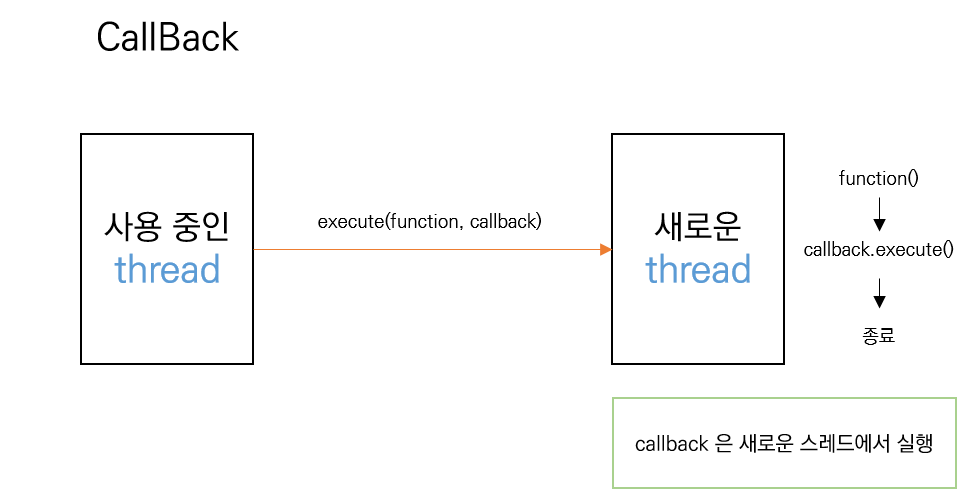 CallBack
사용 중인
thread
execute(function, callback)
새로운
thread
function()
callback.execute()
종료
callback 은 새로운 스레드에서 실행